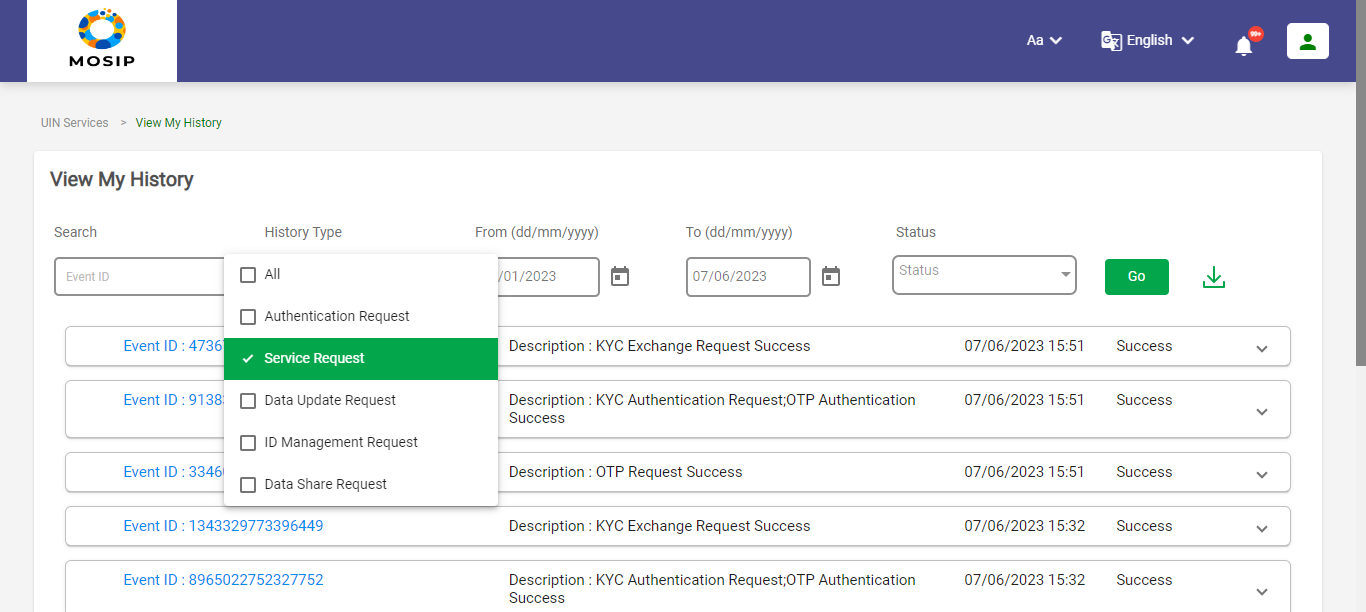 MOSIP
Aa
English
99+
UIN Services > View My History
View My History
Search
History Type
From (dd/mm/yyyy)
To (dd/mm/yyyy)
Status
Event ID
/01/2023
07/06/2023
Status
Go
All
Authentication Request
Service Request
Data Update Request
ID Management Request
Data Share Request
Event ID : 4736 Description : KYC Exchange Request Success 07/06/2023 15:51 Success
Event ID : 9138 Description : KYC Authentication Request;OTP Authentication 07/06/2023 15:51 Success
Success
Event ID : 3346 Description : OTP Request Success 07/06/2023 15:51 Success
Event ID : 1343329773396449 Description : KYC Exchange Request Success 07/06/2023 15:32 Success
Event ID : 8965022752327752 Description : KYC Authentication Request;OTP Authentication 07/06/2023 15:32 Success
Success